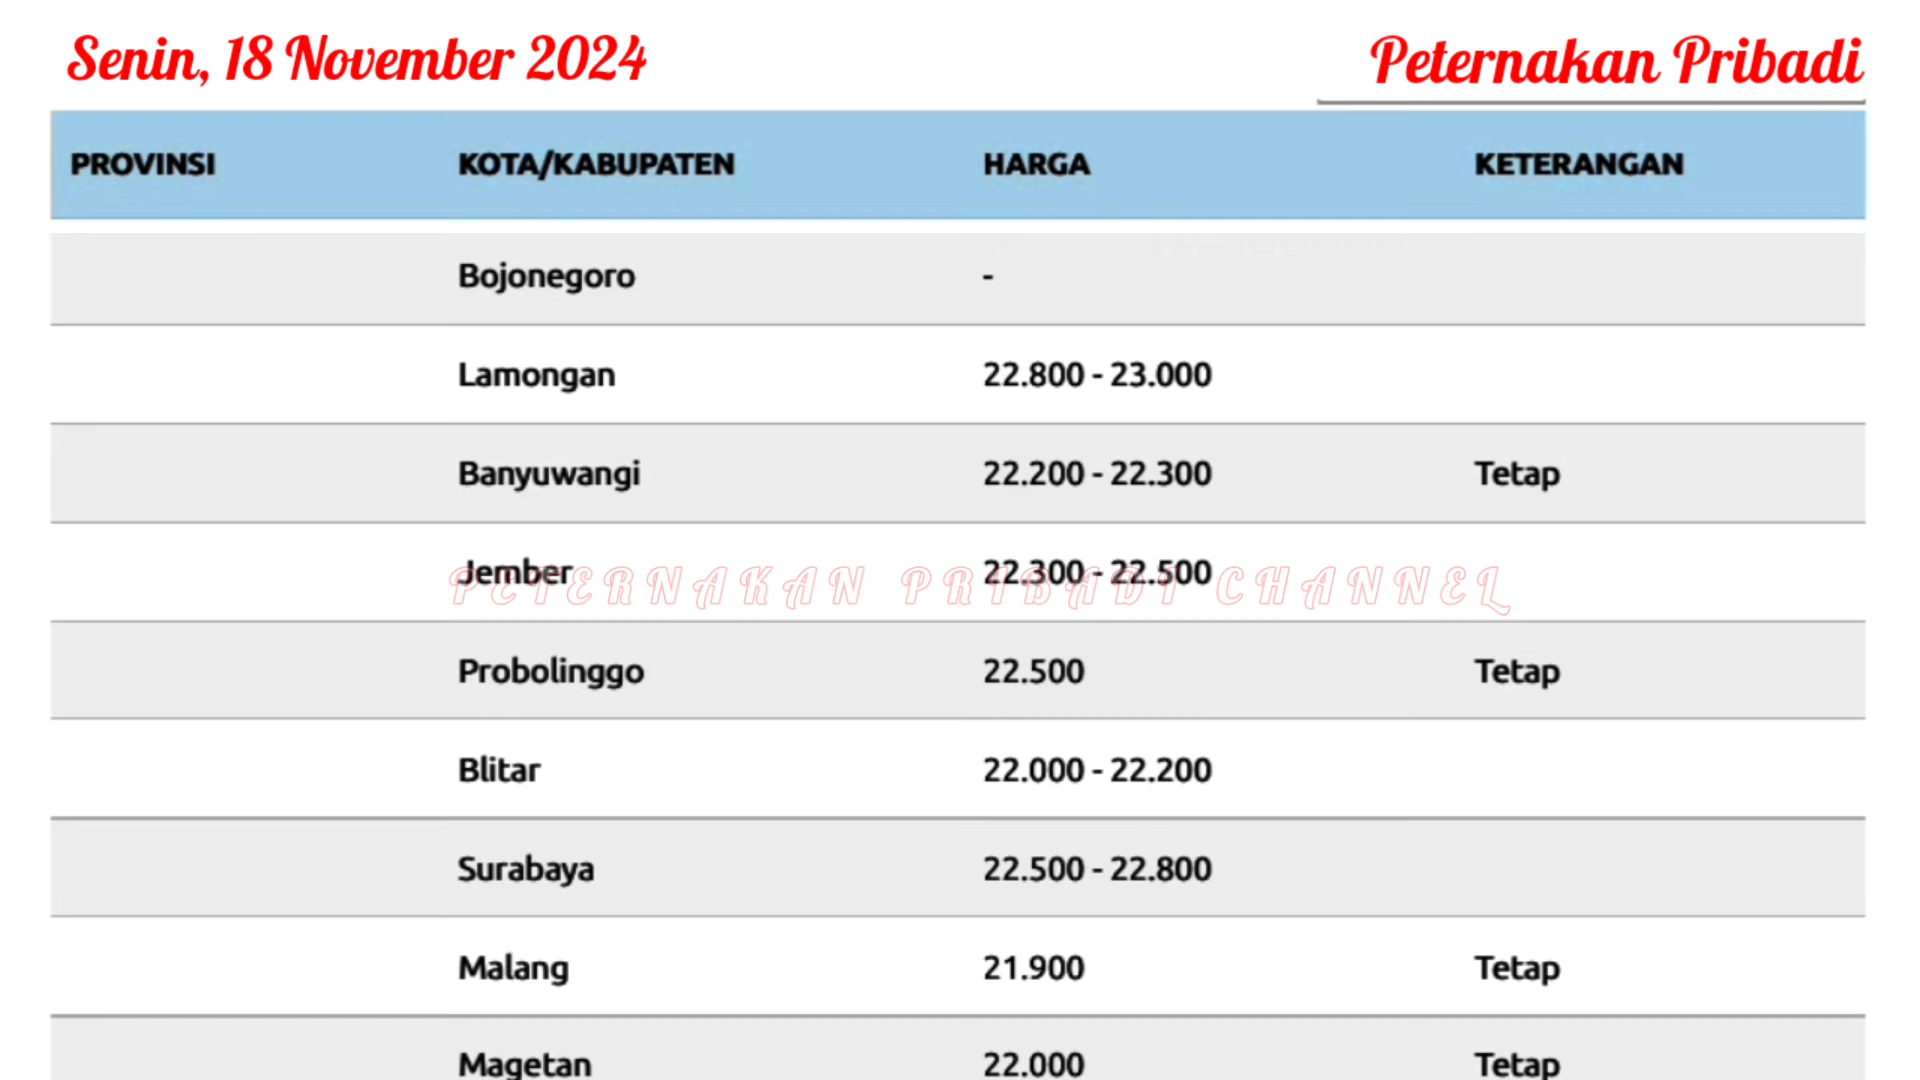 Senin, 18 November 2024 Peternakan Pribadi
PROVINSI KOTA/KABUPATEN HARGA KETERANGAN
Bojonegoro -
Lamongan 22.800 - 23.000
Banyuwangi 22.200 - 22.300 Tetap
Jember 22.300 - 22.500
PETERNAKAN PRIBADI CHANNEL
Probolinggo 22.500 Tetap
Blitar 22.000 - 22.200
Surabaya 22.500 - 22.800
Malang 21.900 Tetap
Magetan 22.000 Tetap